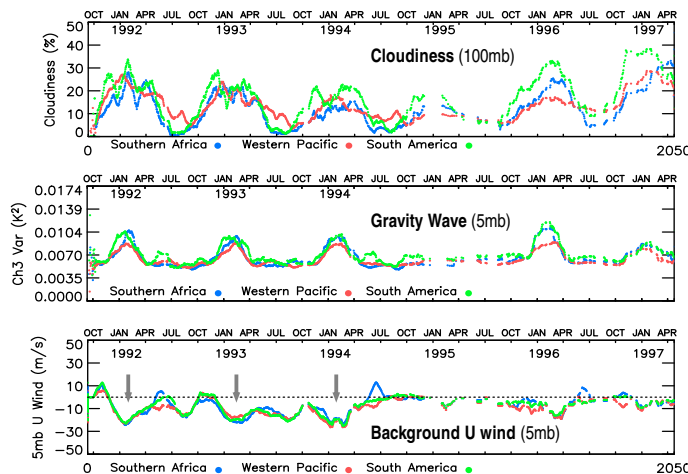 OCT JAN APR JUL OCT JAN APR JUL OCT JAN APR JUL OCT JAN APR JUL OCT JAN APR JUL OCT JAN APR
1992 1993 1994 1995 1996 1997
Cloudiness (100mb)
Cloudiness (%)
50
40
30
20
10
0
0 2050
Southern Africa Western Pacific South America
OCT JAN APR JUL OCT JAN APR JUL OCT JAN APR JUL OCT JAN APR JUL OCT JAN APR JUL OCT JAN APR
1992 1993 1994
Gravity Wave (5mb)
Ch3 Var (K²)
0.0174
0.0139
0.0104
0.0070
0.0035
0.0000
Southern Africa Western Pacific South America
OCT JAN APR JUL OCT JAN APR JUL OCT JAN APR JUL OCT JAN APR JUL OCT JAN APR JUL OCT JAN APR
1992 1993 1994 1995 1996 1997
5mb U Wind (m/s)
50
30
10
-10
-30
-50
Background U wind (5mb)
0 2050
Southern Africa Western Pacific South America